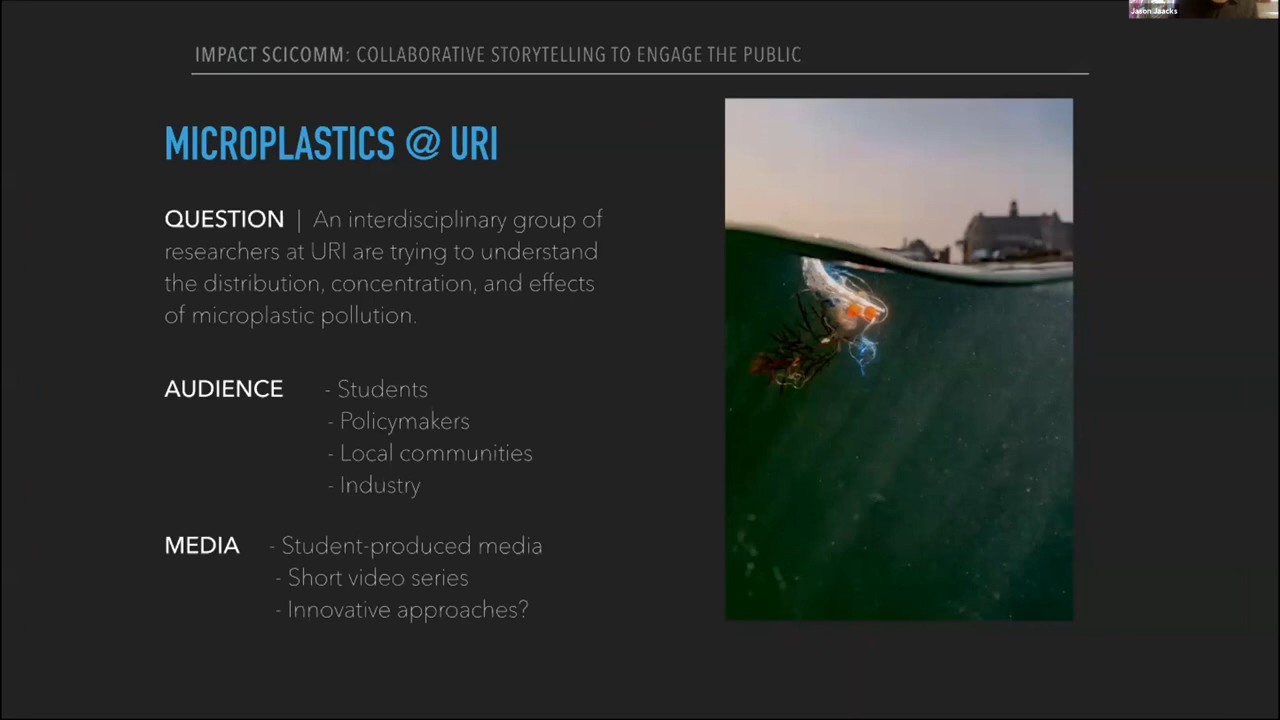 Jason Jaacks
IMPACT SCICOMM: COLLABORATIVE STORYTELLING TO ENGAGE THE PUBLIC
MICROPLASTICS @ URI
QUESTION | An interdisciplinary group of
researchers at URI are trying to understand
the distribution, concentration, and effects
of microplastic pollution.
AUDIENCE - Students
- Policymakers
- Local communities
- Industry
MEDIA - Student-produced media
- Short video series
- Innovative approaches?